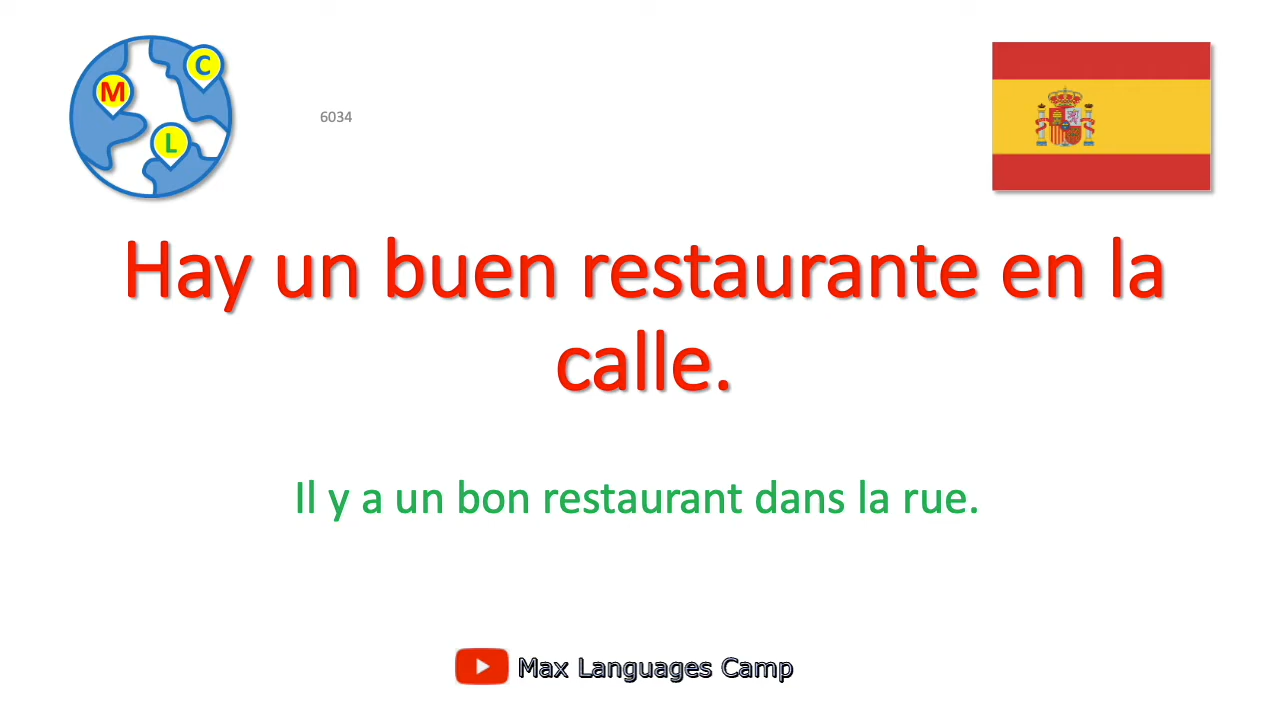 M
C
L
6034
Hay un buen restaurante en la
calle.
Il y a un bon restaurant dans la rue.
Max Languages Camp